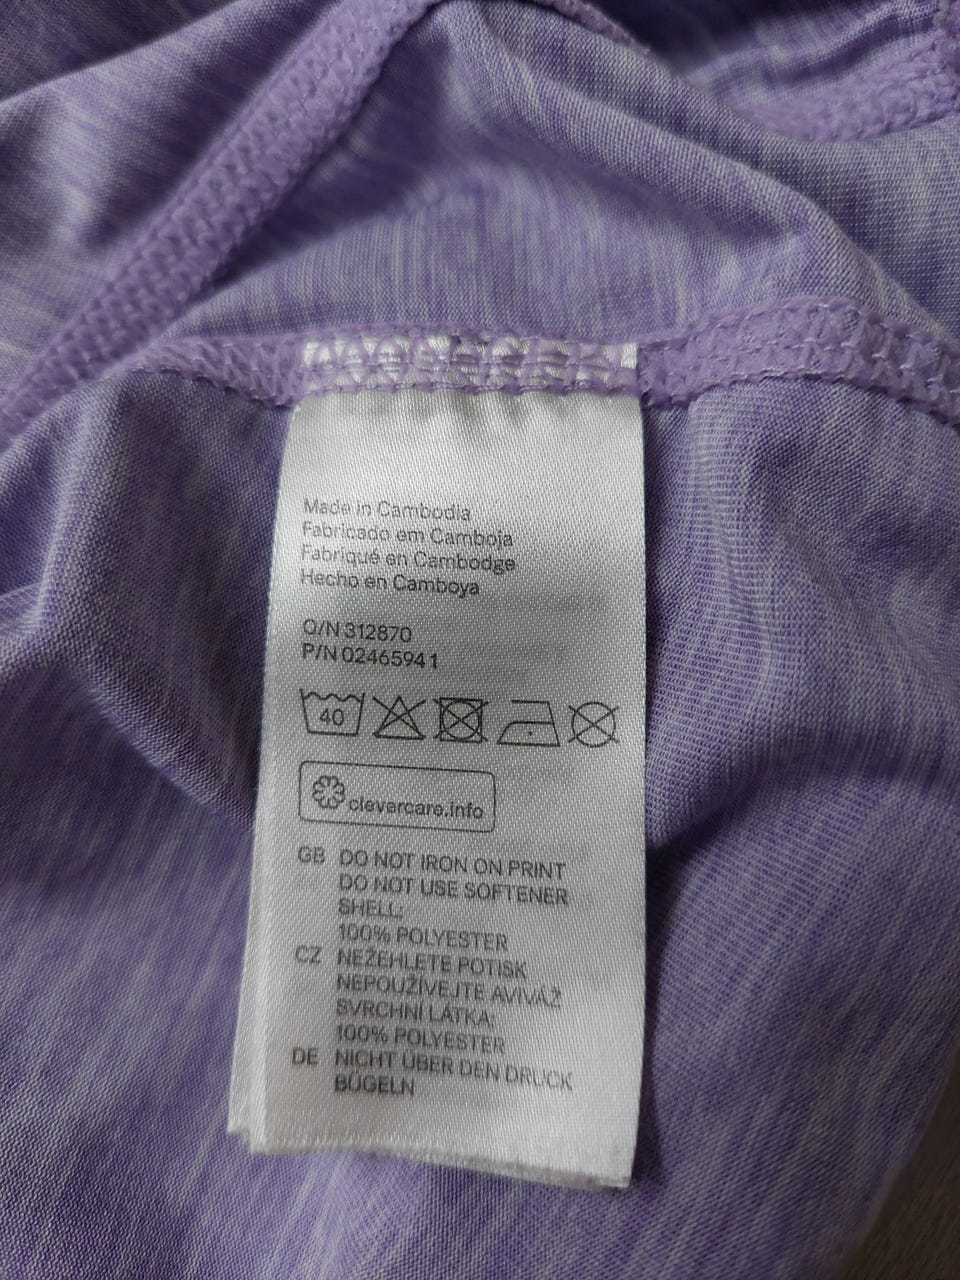 Made in Cambodia
Fabricado em Camboja
Fabriqué en Cambodge
Hecho en Camboya
O/N 312870
P/N 02465941
40
clevercare.info
GB DO NOT IRON ON PRINT
DO NOT USE SOFTENER
SHELL:
100% POLYESTER
CZ NEŽEHLETE POTISK
NEPOUŽÍVEJTE AVIVÁŽ
SVRCHNÍ LÁTKA:
100% POLYESTER
DE NICHT ÜBER DEN DRUCK
BÜGELN